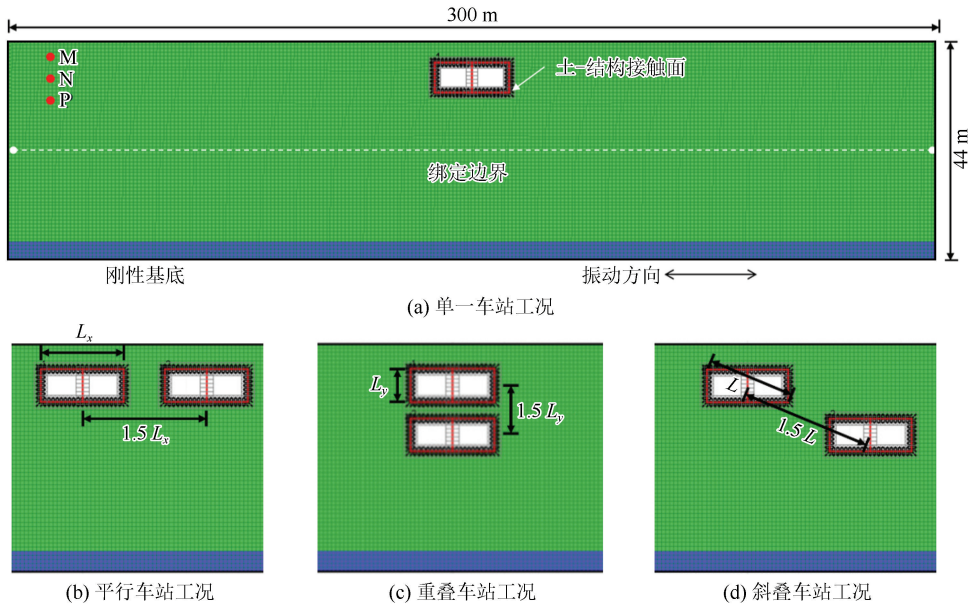 300 m
M
N
P
土-结构接触面
绑定边界
44 m
刚性基底
振动方向
(a) 单一车站工况
Lx
1.5 Lx
(b) 平行车站工况
Ly
1.5 Ly
(c) 重叠车站工况
L
1.5 L
(d) 斜叠车站工况